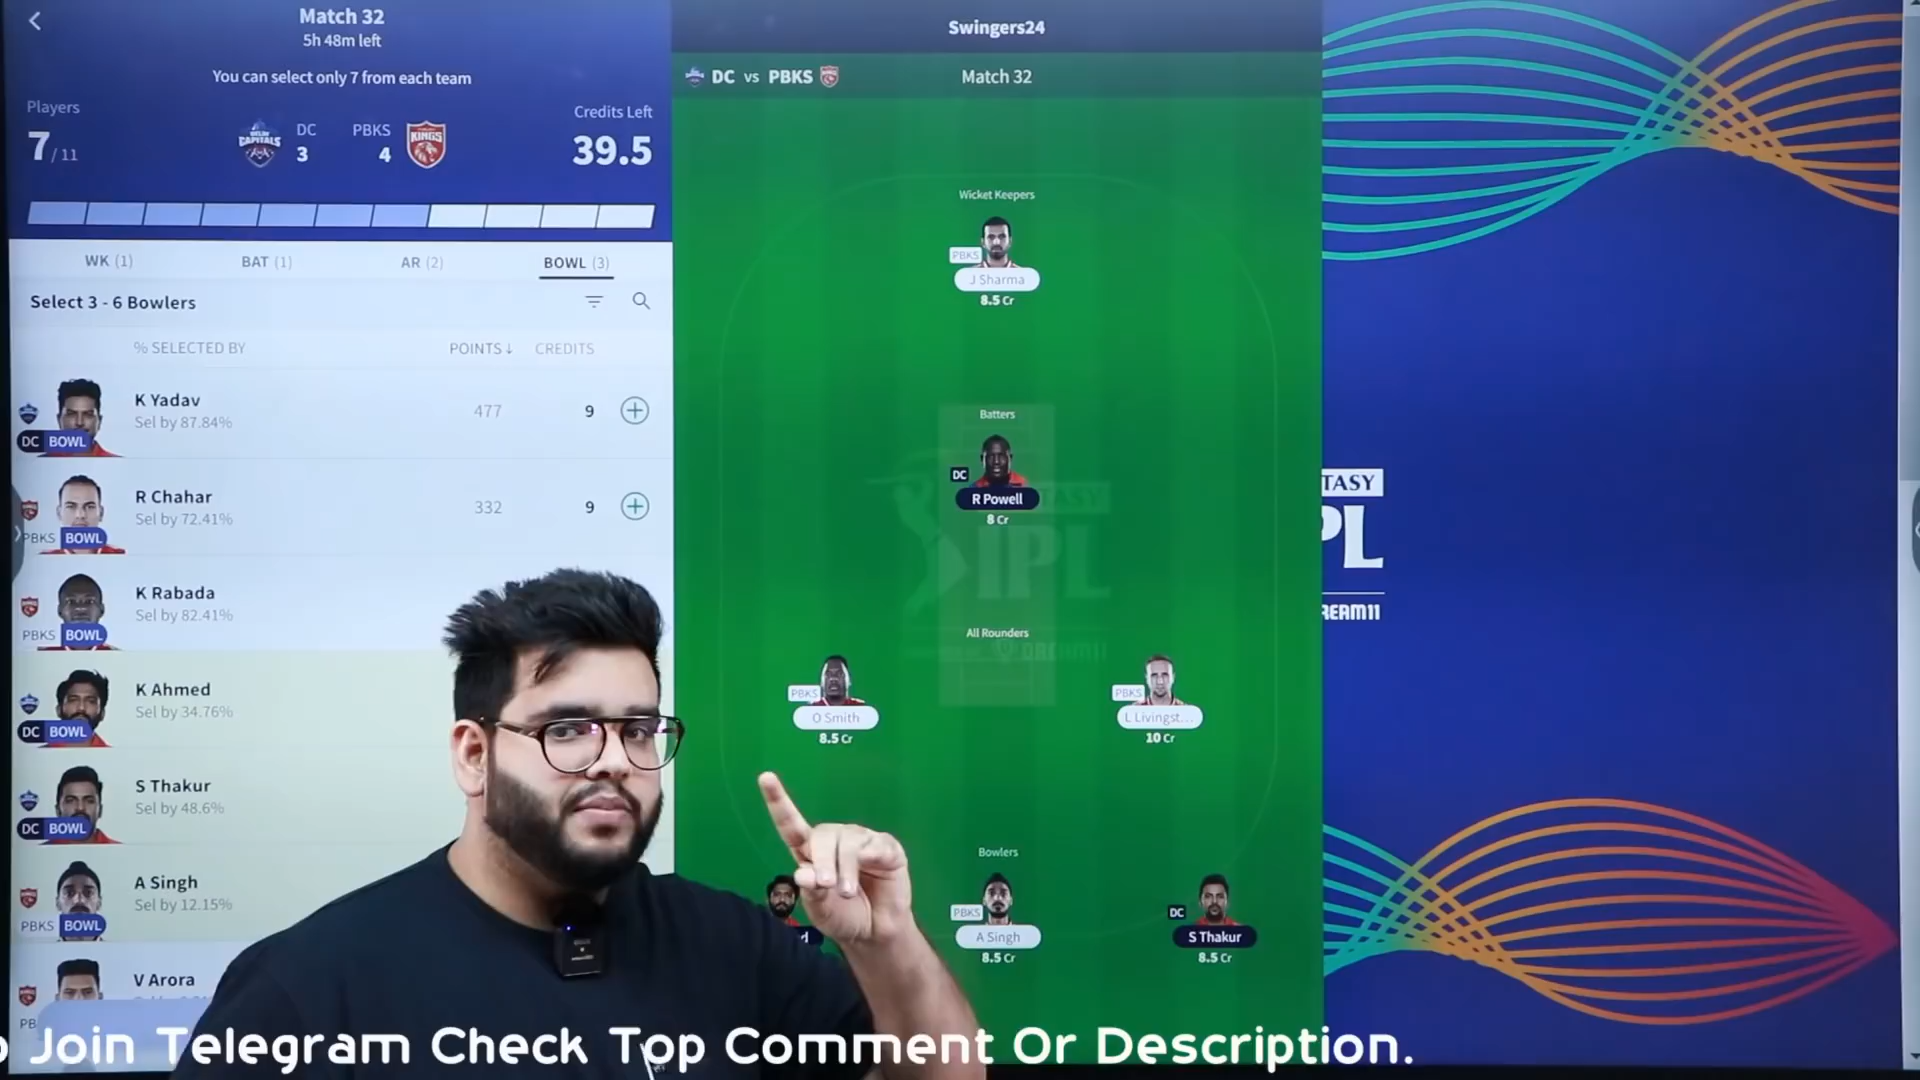 Match 32
5h 48m left
You can select only 7 from each team
Players
7 / 11
DC
3
PBKS
4
DELHI
CAPITALS
KINGS
Credits Left
39.5
WK (1)
BAT (1)
AR (2)
BOWL (3)
Select 3 - 6 Bowlers
% SELECTED BY
POINTS↓
CREDITS
K Yadav
Sel by 87.84%
477
9
DC BOWL
R Chahar
Sel by 72.41%
332
9
PBKS BOWL
K Rabada
Sel by 82.41%
PBKS BOWL
K Ahmed
Sel by 34.76%
DC BOWL
S Thakur
Sel by 48.6%
DC BOWL
A Singh
Sel by 12.15%
PBKS BOWL
V Arora
PB
Swingers24
DC vs PBKS
Match 32
Wicket Keepers
PBKS
J Sharma
8.5 Cr
Batters
DC
R Powell
8 Cr
TASY
IPL
All Rounders
DREAM11
PBKS
O Smith
8.5 Cr
PBKS
L Livingst...
10 Cr
Bowlers
d
PBKS
A Singh
8.5 Cr
DC
S Thakur
8.5 Cr
TASY
PL
REAM11
o Join Telegram Check Top Comment Or Description.